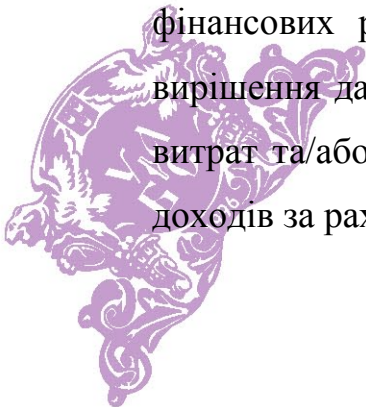 фінансових р
вирішення да
витрат та/або
доходів за рах